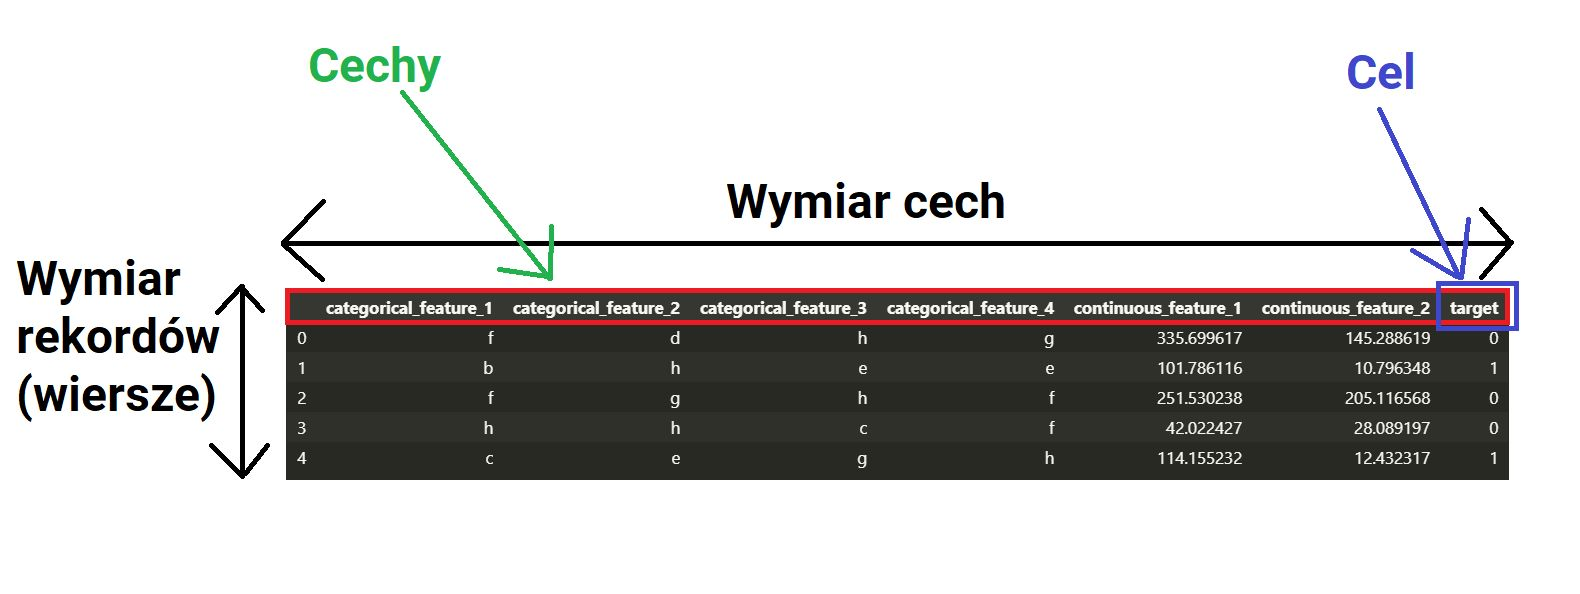 Cechy
Cel
Wymiar cech
Wymiar
rekordów
(wiersze)
categorical_feature_1 categorical_feature_2 categorical_feature_3 categorical_feature_4 continuous_feature_1 continuous_feature_2 target
0 f d h g 335.699617 145.288619 0
1 b h e e 101.786116 10.796348 1
2 f g h f 251.530238 205.116568 0
3 h h c f 42.022427 28.089197 0
4 c e g h 114.155232 12.432317 1